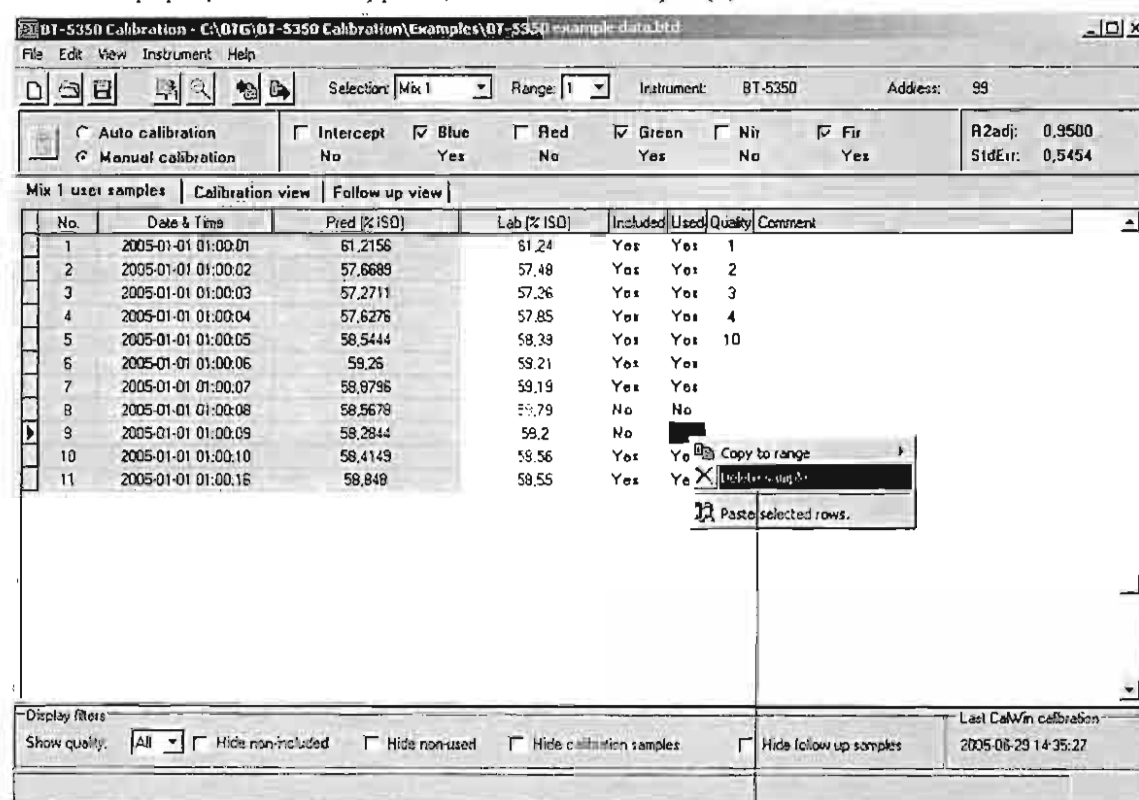 BT-5350 Calibration - C:\BTG\BT-5350 Calibration\Examples\BT-5350 example data.btd
File Edit View Instrument Help
Selection: Mix 1 Range: 1 Instrument: BT-5350 Address: 99
Auto calibration Intercept Blue Red Green Nir Fir R2adj: 0,9500
Manual calibration No Yes No Yes No Yes StdErr: 0,5454
Mix 1 user samples Calibration view Follow up view
No. Date & Time Pred [% ISO] Lab [% ISO] Included Used Quality Comment
1 2005-01-01 01:00:01 61,2156 61,24 Yes Yes 1
2 2005-01-01 01:00:02 57,6689 57,48 Yes Yes 2
3 2005-01-01 01:00:03 57,2711 57,26 Yes Yes 3
4 2005-01-01 01:00:04 57,6276 57,85 Yes Yes 4
5 2005-01-01 01:00:05 58,5444 58,39 Yes Yes 10
6 2005-01-01 01:00:06 59,26 59,21 Yes Yes
7 2005-01-01 01:00:07 58,9796 59,19 Yes Yes
8 2005-01-01 01:00:08 58,5678 59,79 No No
9 2005-01-01 01:00:09 58,2844 59,2 No
10 2005-01-01 01:00:10 58,4149 58,56 Yes Ye
11 2005-01-01 01:00:16 58,848 58,55 Yes Ye
Copy to range
Delete sample
Paste selected rows.
Display filters Last CalWin calibration
Show quality: All Hide non-included Hide non-used Hide calibration samples Hide follow up samples 2005-06-29 14:35:27